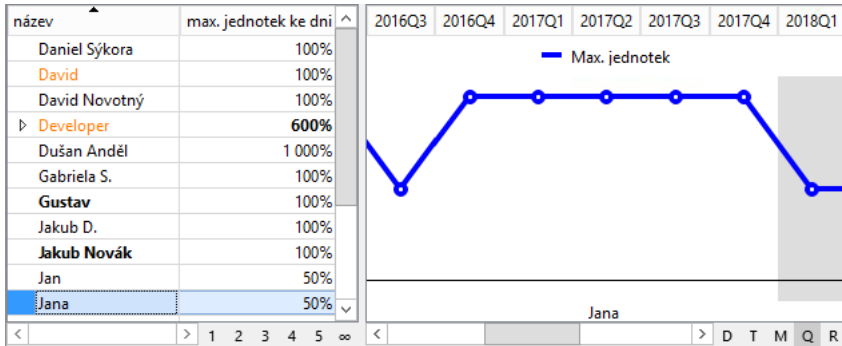 název max. jednotek ke dni
Daniel Sýkora 100%
David 100%
David Novotný 100%
Developer 600%
Dušan Anděl 1 000%
Gabriela S. 100%
Gustav 100%
Jakub D. 100%
Jakub Novák 100%
Jan 50%
Jana 50%
1 2 3 4 5 ∞
2016Q3 2016Q4 2017Q1 2017Q2 2017Q3 2017Q4 2018Q1
Max. jednotek
Jana
D T M Q R